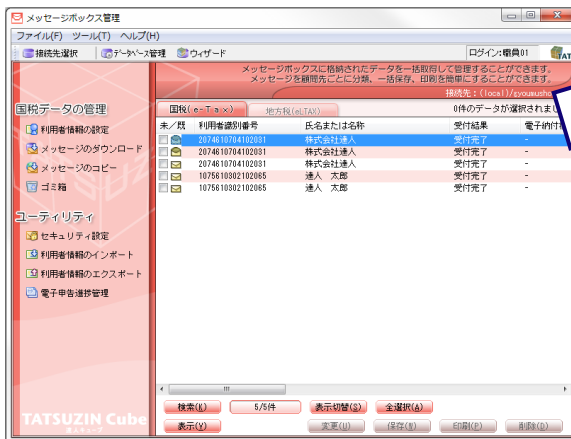 メッセージボックス管理
ファイル(F) ツール(T) ヘルプ(H)
接続先選択 ﾃﾞｰﾀﾍﾞｰｽ管理 ウィザード ログイン:職員01
メッセージボックスに格納されたデータを一括取得して管理することができます。
メッセージを顧問先ごとに分類、一括保存、印刷を簡単にすることができます。
接続先:(local)/gyoumusho
国税データの管理
利用者情報の設定
メッセージのダウンロード
メッセージのコピー
ゴミ箱
ユーティリティ
セキュリティ設定
利用者情報のインポート
利用者情報のエクスポート
電子申告進捗管理
TATSUZIN Cube
達人キューブ
国税(e-Tax) 地方税(eLTAX) 0件のデータが選択されまし
未/既 利用者識別番号 氏名または名称 受付結果 電子納付
2074610704102031 株式会社達人 受付完了 -
2074610704102031 株式会社達人 受付完了 -
2074610704102031 株式会社達人 受付完了 -
1075610302102065 達人 太郎 受付完了 -
1075610302102065 達人 太郎 受付完了 -
検索(K) 5/5件 表示切替(S) 全選択(A)
表示(Y) 変更(U) 保存(W) 印刷(P) 削除(D)